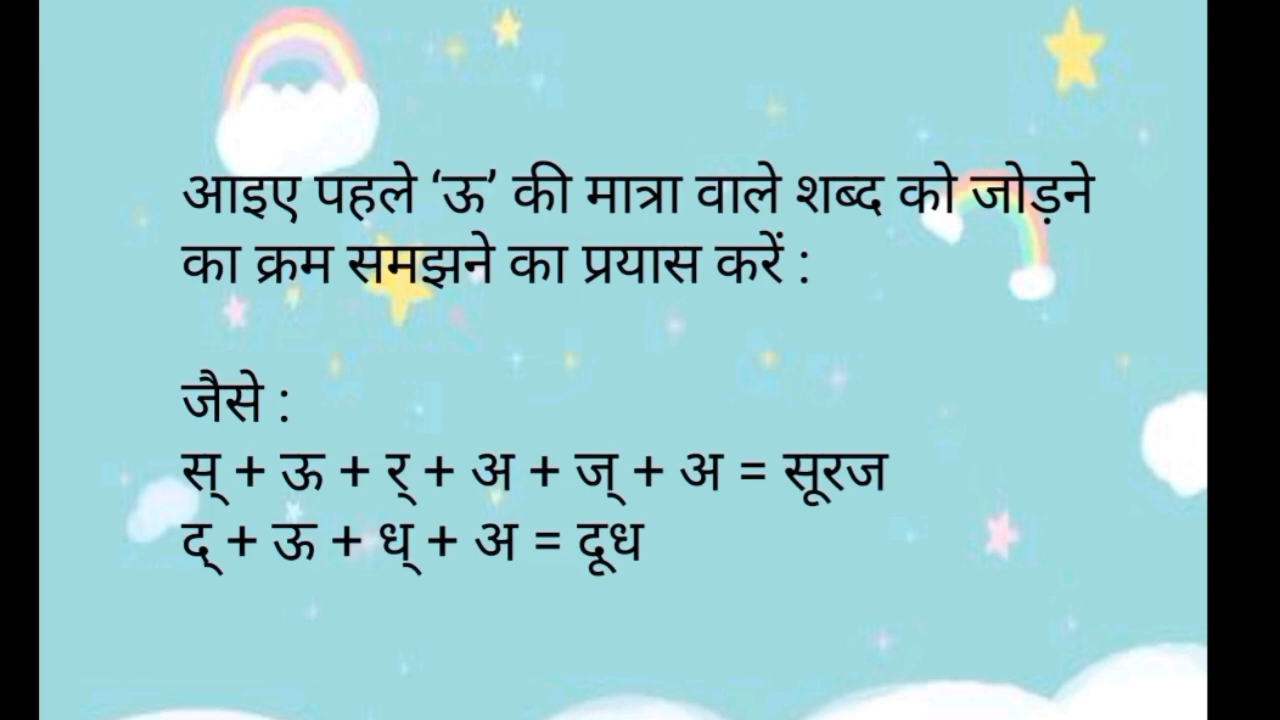 आइए पहले ‘ऊ’ की मात्रा वाले शब्द को जोड़ने
का क्रम समझने का प्रयास करें :
जैसे :
स् + ऊ + र् + अ + ज् + अ = सूरज
द् + ऊ + ध् + अ = दूध